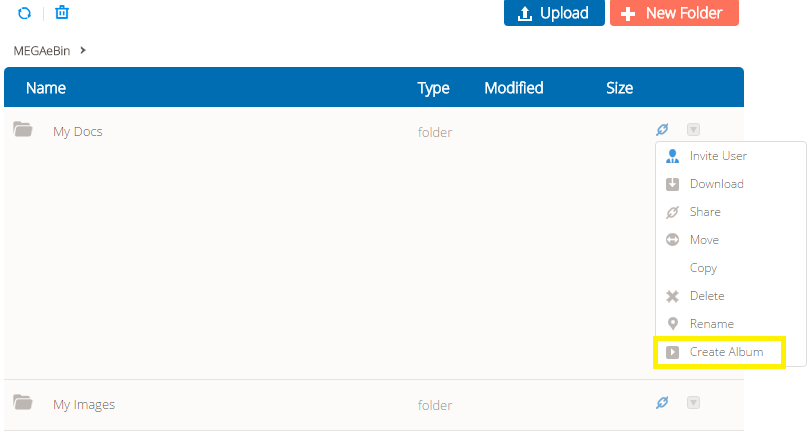 Upload
New Folder
MEGAeBin
Name Type Modified Size
My Docs folder
Invite User
Download
Share
Move
Copy
Delete
Rename
Create Album
My Images folder